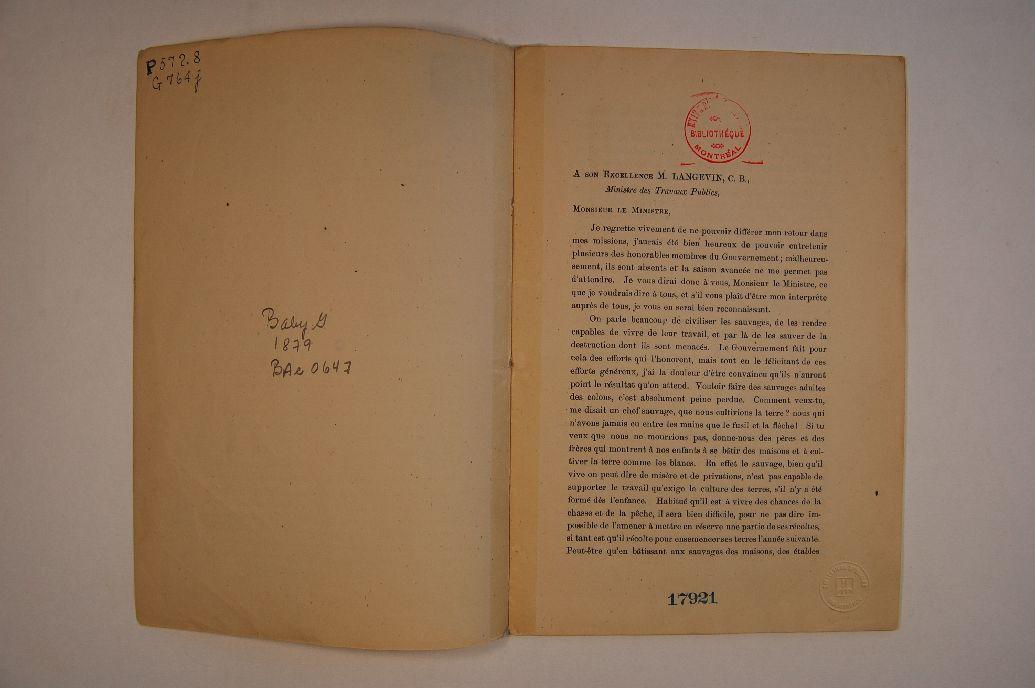 P572.8
G764j
Baby G
1879
BAe 0647
BIBLIOTHÈQUE
MONTRÉAL
A SON EXCELLENCE M. LANGEVIN, C. B.,
Ministre des Travaux Publics,
MONSIEUR LE MINISTRE,
Je regrette vivement de ne pouvoir différer mon retour dans
mes missions, j'aurais été bien heureux de pouvoir entretenir
plusieurs des honorables membres du Gouvernement; malheureu-
sement, ils sont absents et la saison avancée ne me permet pas
d'attendre. Je vous dirai donc à vous, Monsieur le Ministre, ce
que je voudrais dire à tous, et s'il vous plait d'être mon interprète
auprès de tous, je vous en serai bien reconnaissant.
On parle beaucoup de civiliser les sauvages, de les rendre
capables de vivre de leur travail, et par là de les sauver de la
destruction dont ils sont menacés. Le Gouvernement fait pour
cela des efforts qui l'honorent, mais tout en le félicitant de ces
efforts généreux, j'ai la douleur d'être convaincu qu'ils n'auront
point le résultat qu'on attend. Vouloir faire des sauvages adultes
des colons, c'est absolument peine perdue. Comment veux-tu,
me disait un chef sauvage, que nous cultivions la terre? nous qui
n'avons jamais eu entre les mains que le fusil et la flèche! Si tu
veux que nous ne mourrions pas, donne-nous des pères et des
frères qui montrent à nos enfants à se bâtir des maisons et à cul-
tiver la terre comme les blancs. En effet le sauvage, bien qu'il
vive on peut dire de misère et de privations, n'est pas capable de
supporter le travail qu'exige la culture des terres, s'il n'y a été
formé dès l'enfance. Habitué qu'il est à vivre des chances de la
chasse et de la pêche, il sera bien difficile, pour ne pas dire im-
possible de l'amener à mettre en réserve une partie de ses récoltes,
si tant est qu'il récolte pour ensemencer ses terres l'année suivante.
Peut-être qu'en bâtissant aux sauvages des maisons, des étables
17921